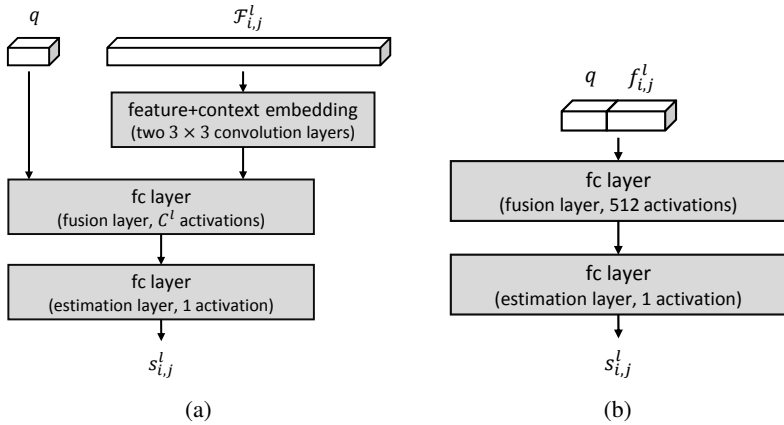 q
ℱ^l_{i,j}
feature+context embedding
(two 3 × 3 convolution layers)
fc layer
(fusion layer, C^l activations)
fc layer
(estimation layer, 1 activation)
s^l_{i,j}
(a)
q f^l_{i,j}
fc layer
(fusion layer, 512 activations)
fc layer
(estimation layer, 1 activation)
s^l_{i,j}
(b)